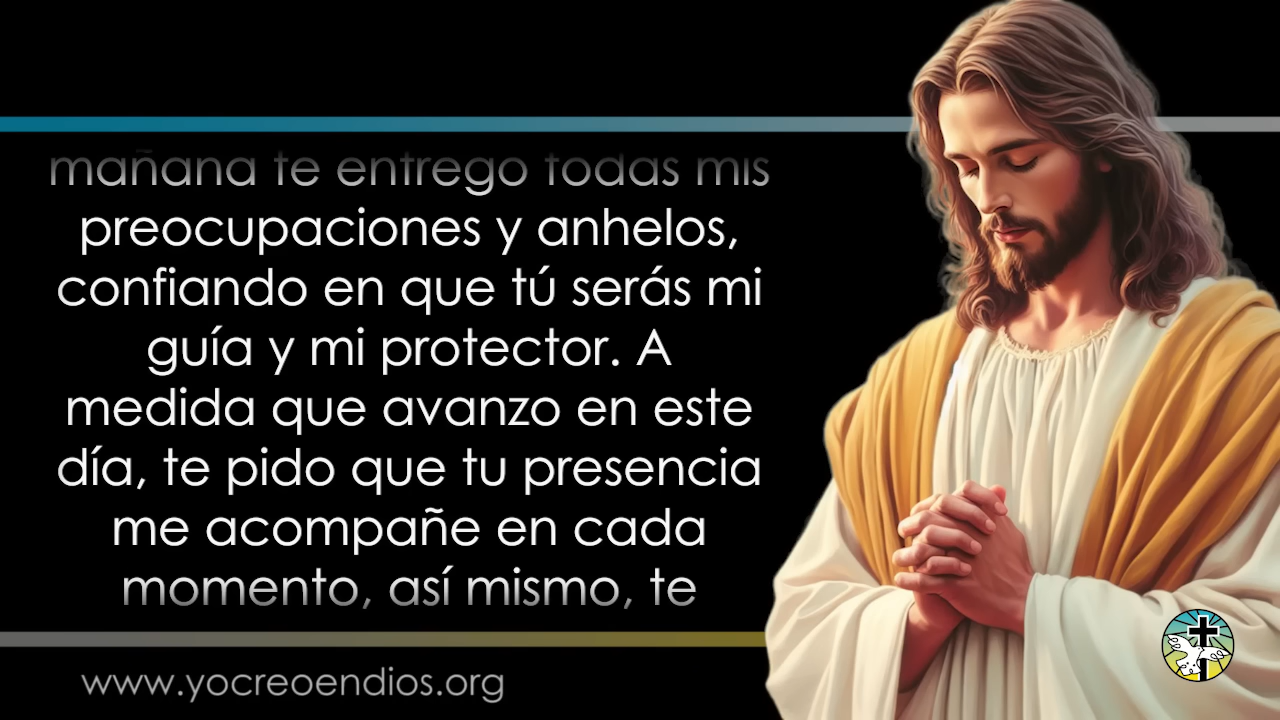 mañana te entrego todas mis
preocupaciones y anhelos,
confiando en que tú serás mi
guía y mi protector. A
medida que avanzo en este
día, te pido que tu presencia
me acompañe en cada
momento, así mismo, te
www.yocreoendios.org